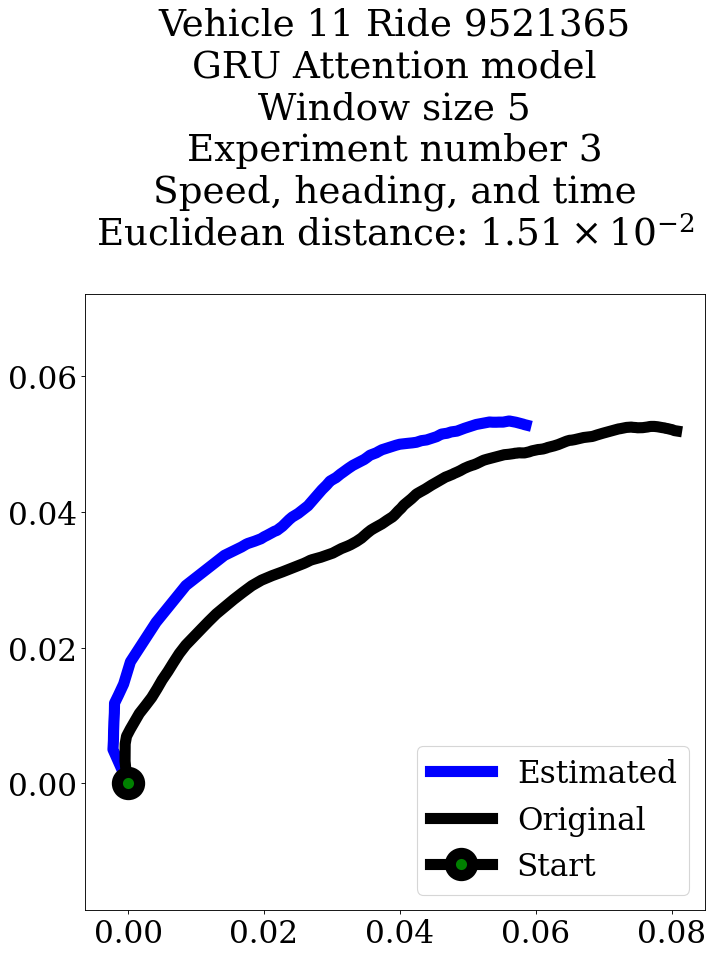 Vehicle 11 Ride 9521365
GRU Attention model
Window size 5
Experiment number 3
Speed, heading, and time
Euclidean distance: 1.51 × 10⁻²
0.06
0.04
0.02
0.00
Estimated
Original
Start
0.00 0.02 0.04 0.06 0.08